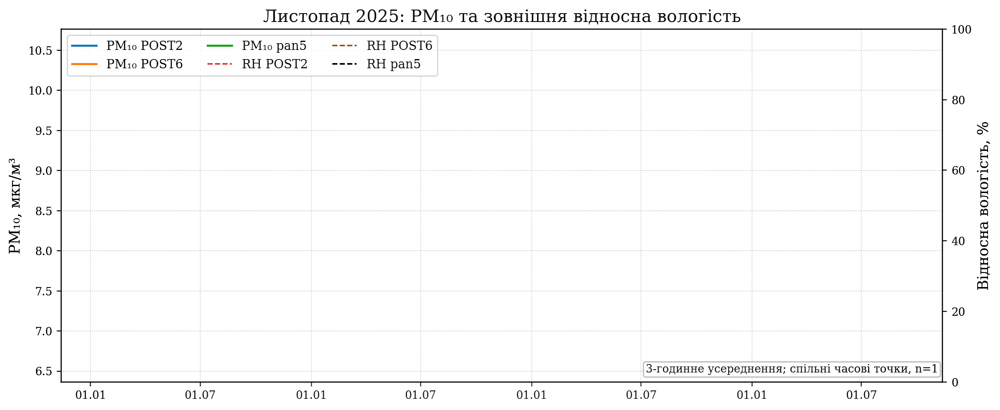 Листопад 2025: PM₁₀ та зовнішня відносна вологість
PM₁₀ POST2
PM₁₀ POST6
PM₁₀ pan5
RH POST2
RH POST6
RH pan5
PM₁₀, мкг/м³
10.5
10.0
9.5
9.0
8.5
8.0
7.5
7.0
6.5
Відносна вологість, %
100
80
60
40
20
0
3-годинне усереднення; спільні часові точки, n=1
01.01 01.07 01.01 01.07 01.01 01.07 01.01 01.07